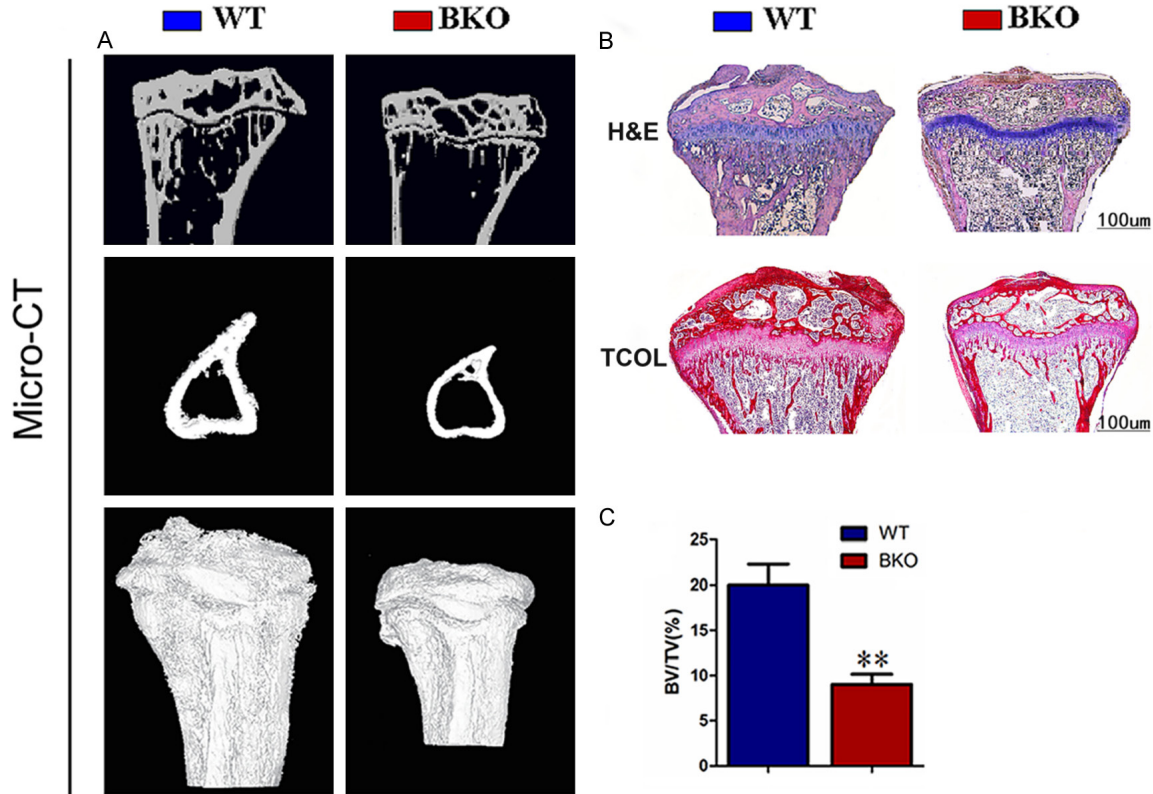 WT
BKO
A
Micro-CT
B
WT
BKO
H&E
100um
TCOL
100um
C
WT
BKO
BV/TV(%)
25
20
15
10
5
0
**